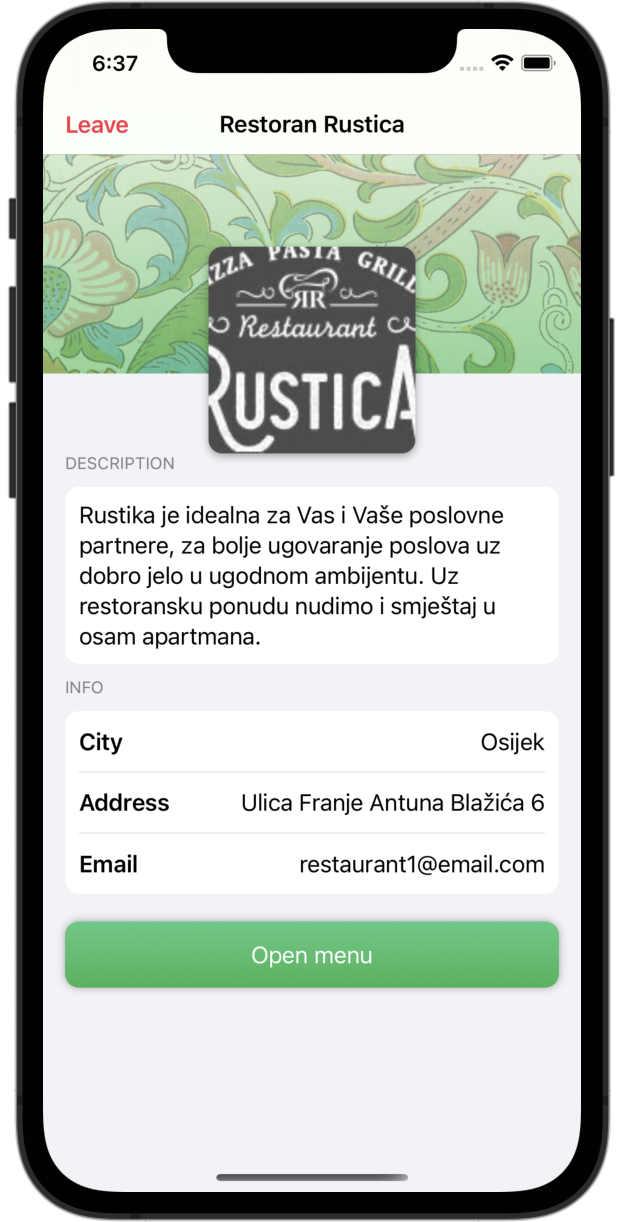 6:37
Leave
Restoran Rustica
IZZA PASTA GRILL
RR
Restaurant
RUSTICA
DESCRIPTION
Rustika je idealna za Vas i Vaše poslovne
partnere, za bolje ugovaranje poslova uz
dobro jelo u ugodnom ambijentu. Uz
restoransku ponudu nudimo i smještaj u
osam apartmana.
INFO
City Osijek
Address Ulica Franje Antuna Blažića 6
Email restaurant1@email.com
Open menu